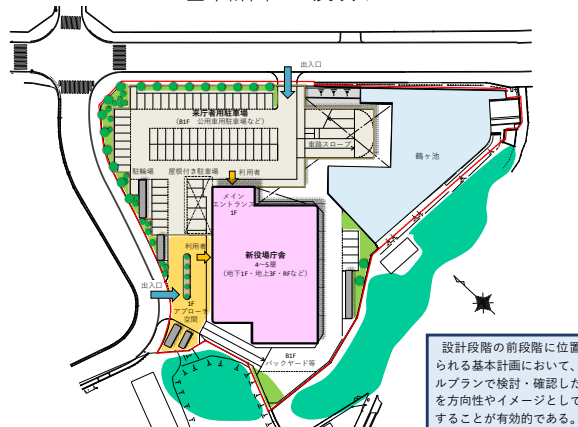 出入口
来庁者用駐車場
(B1F 公用車用駐車場など)
車路スロープ
鶴ヶ池
駐輪場
屋根付き駐車場
利用者
メイン
エントランス
1F
新役場庁舎
4～5層
(地下1F・地上3F・RFなど)
利用者
出入口
1F
アプローチ
空間
B1F
バックヤード等
設計段階の前段階に位置
られる基本計画において、
ルプランで検討・確認した
を方向性やイメージとして
することが有効的である。